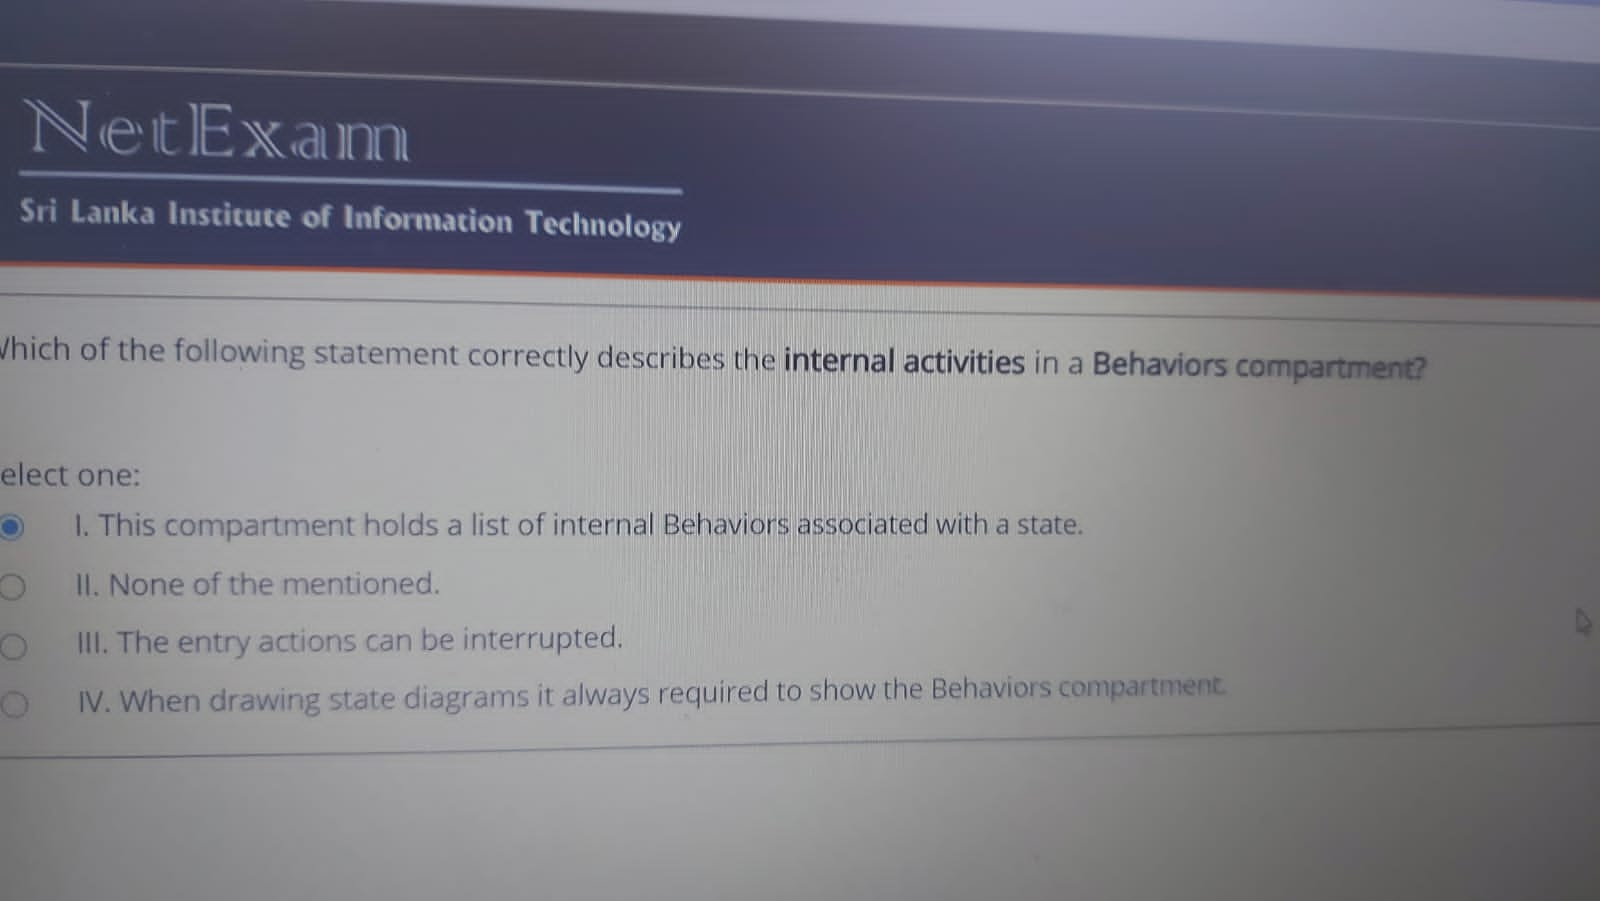 NetExam
Sri Lanka Institute of Information Technology
hich of the following statement correctly describes the internal activities in a Behaviors compartment?
elect one:
I. This compartment holds a list of internal Behaviors associated with a state.
II. None of the mentioned.
III. The entry actions can be interrupted.
IV. When drawing state diagrams it always required to show the Behaviors compartment.